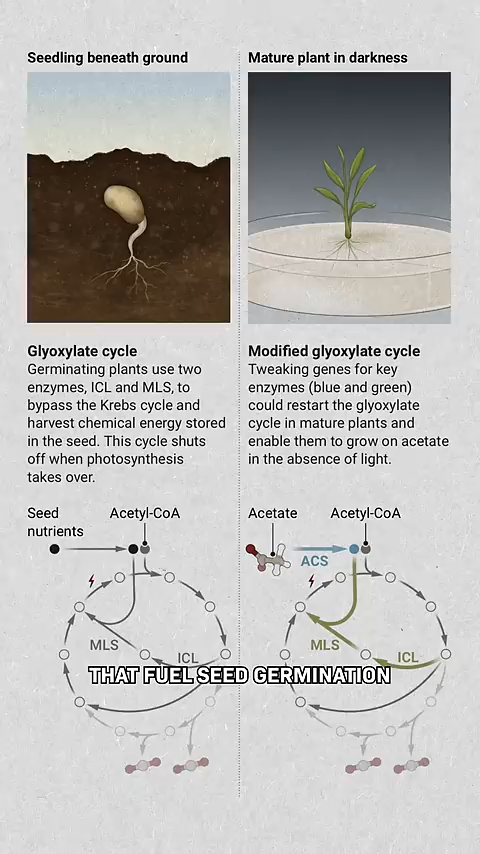 Seedling beneath ground
Mature plant in darkness
Glyoxylate cycle
Germinating plants use two
enzymes, ICL and MLS, to
bypass the Krebs cycle and
harvest chemical energy stored
in the seed. This cycle shuts
off when photosynthesis
takes over.
Modified glyoxylate cycle
Tweaking genes for key
enzymes (blue and green)
could restart the glyoxylate
cycle in mature plants and
enable them to grow on acetate
in the absence of light.
Seed
nutrients
Acetyl-CoA
MLS
ICL
Acetate
Acetyl-CoA
ACS
MLS
ICL
THAT FUEL SEED GERMINATION